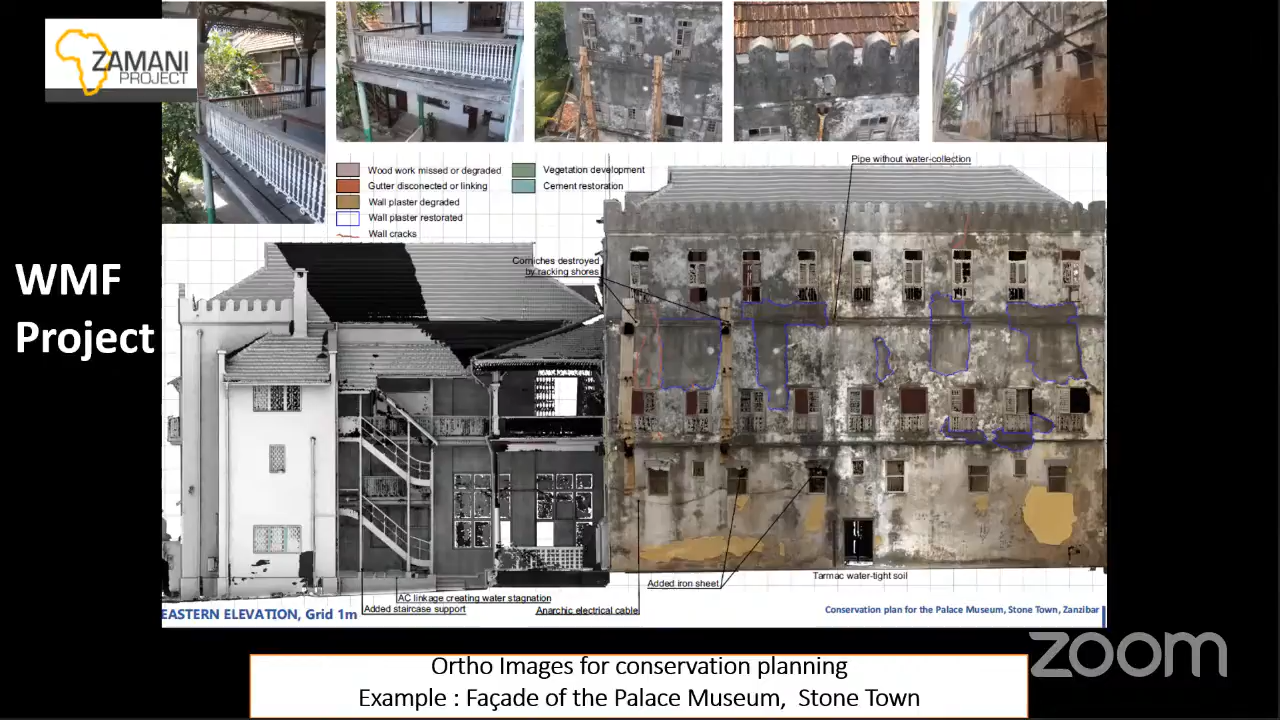 ZAMANI
PROJECT
WMF
Project
Wood work missed or degraded
Gutter disconected or linking
Wall plaster degraded
Wall plaster restorated
Wall cracks
Vegetation development
Cement restoration
Pipe without water-collection
Corniches destroyed
by racking shores
Added iron sheet
Tarmac water-tight soil
AC linkage creating water stagnation
Added staircase support
Anarchic electrical cable
EASTERN ELEVATION, Grid 1m
Conservation plan for the Palace Museum, Stone Town, Zanzibar
zoom
Ortho Images for conservation planning
Example : Façade of the Palace Museum, Stone Town